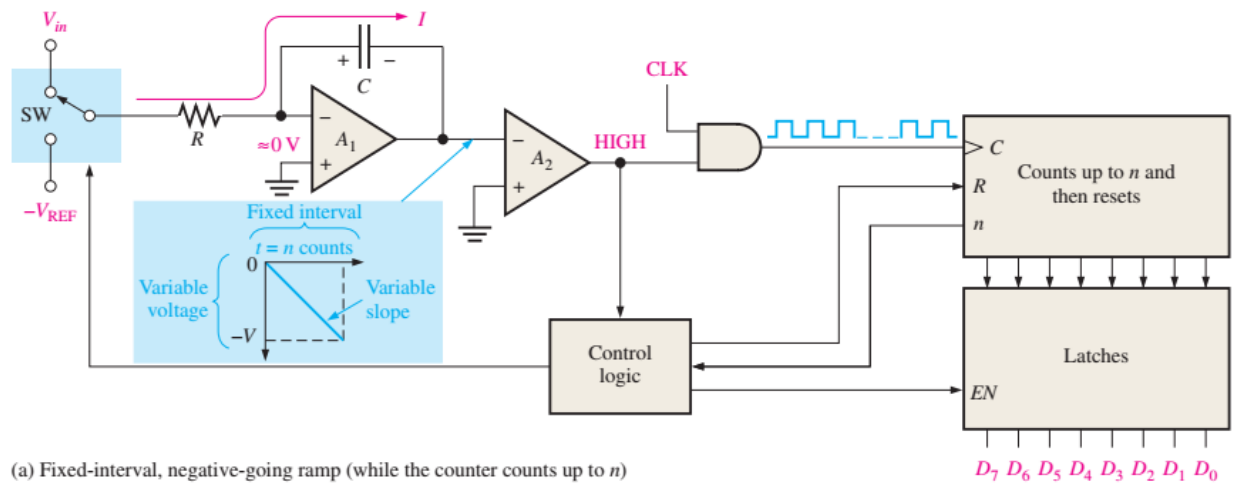 V_in
I
+ −
C
CLK
SW
R
≈0 V
−
A_1
+
−
A_2
+
HIGH
C
Counts up to n and
then resets
R
n
−V_REF
Fixed interval
t = n counts
0
Variable
voltage
Variable
slope
−V
Control
logic
Latches
EN
D_7 D_6 D_5 D_4 D_3 D_2 D_1 D_0
(a) Fixed-interval, negative-going ramp (while the counter counts up to n)